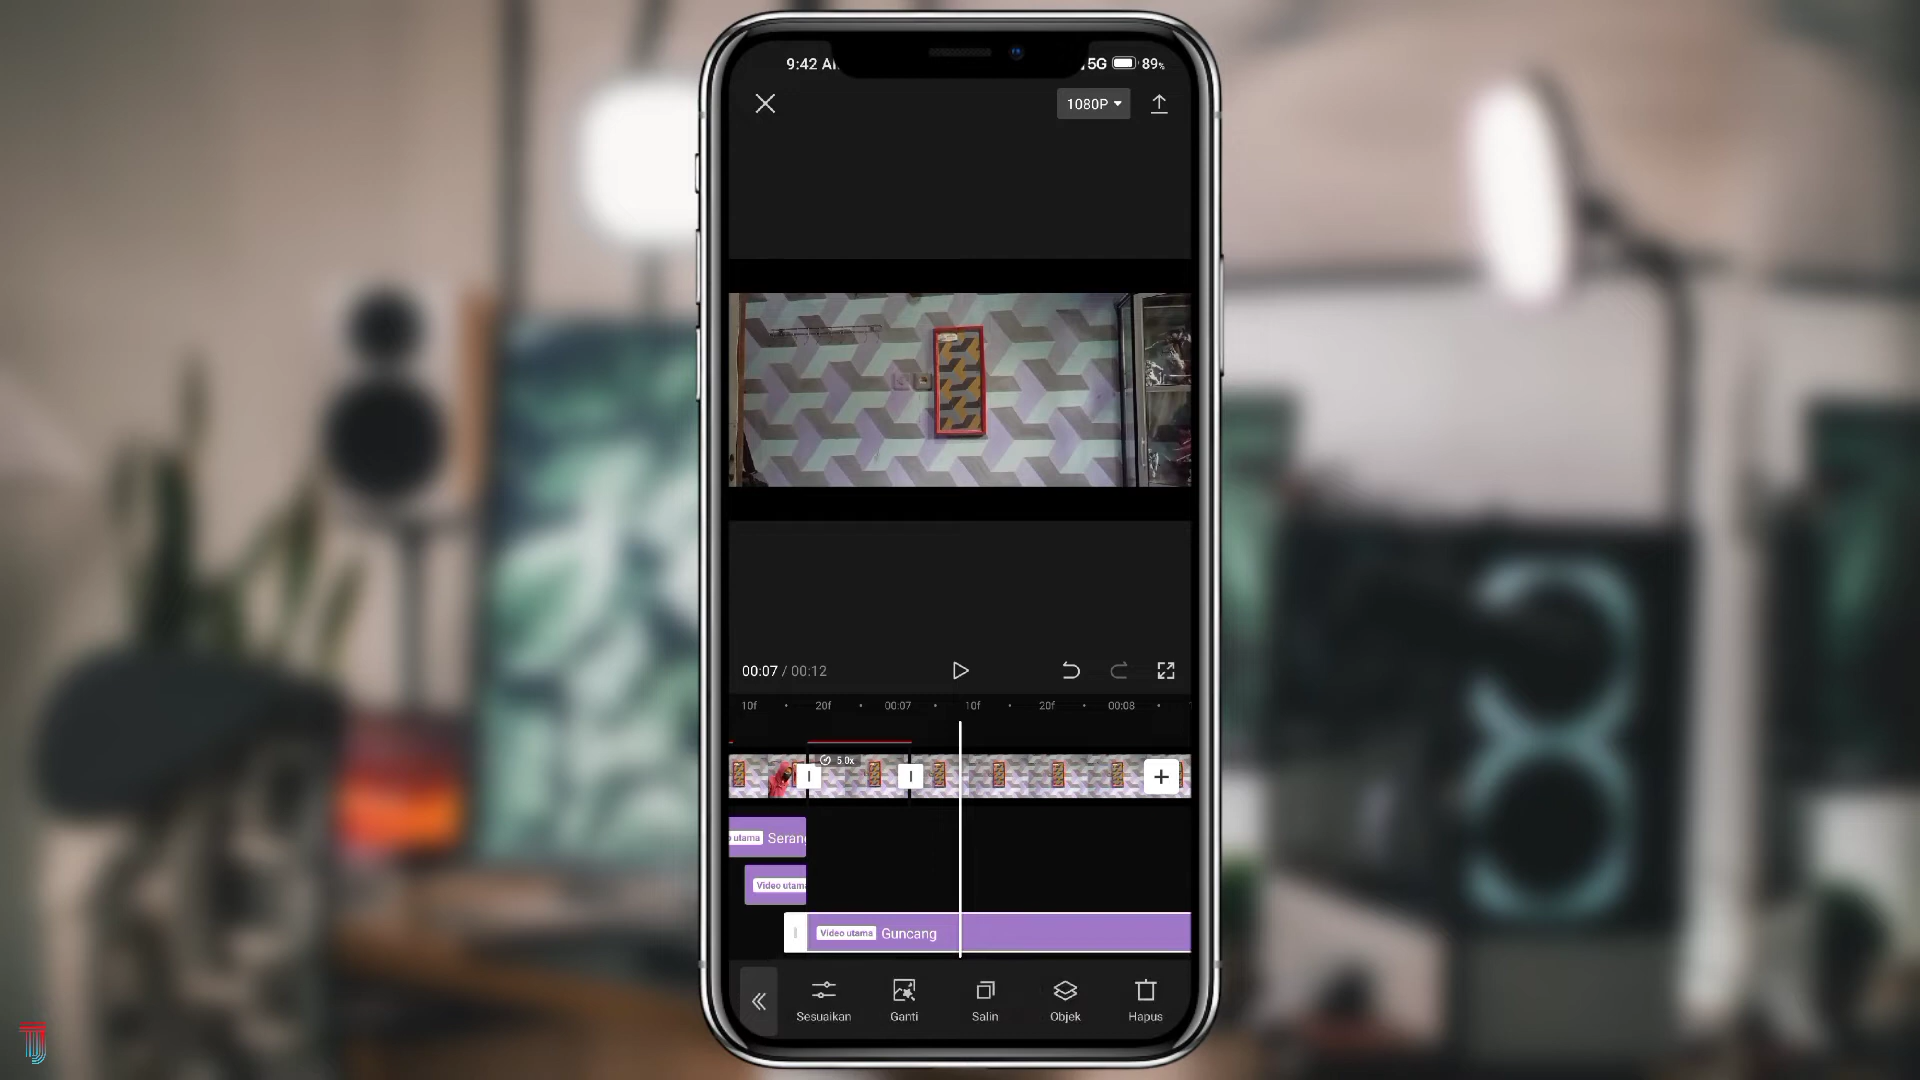 9:42 A
5G 89%
1080P
00:07 / 00:12
10f 20f 00:07 10f 20f 00:08
5.0x
utama Seran
Video utam
Video utama Guncang
Sesuaikan Ganti Salin Objek Hapus